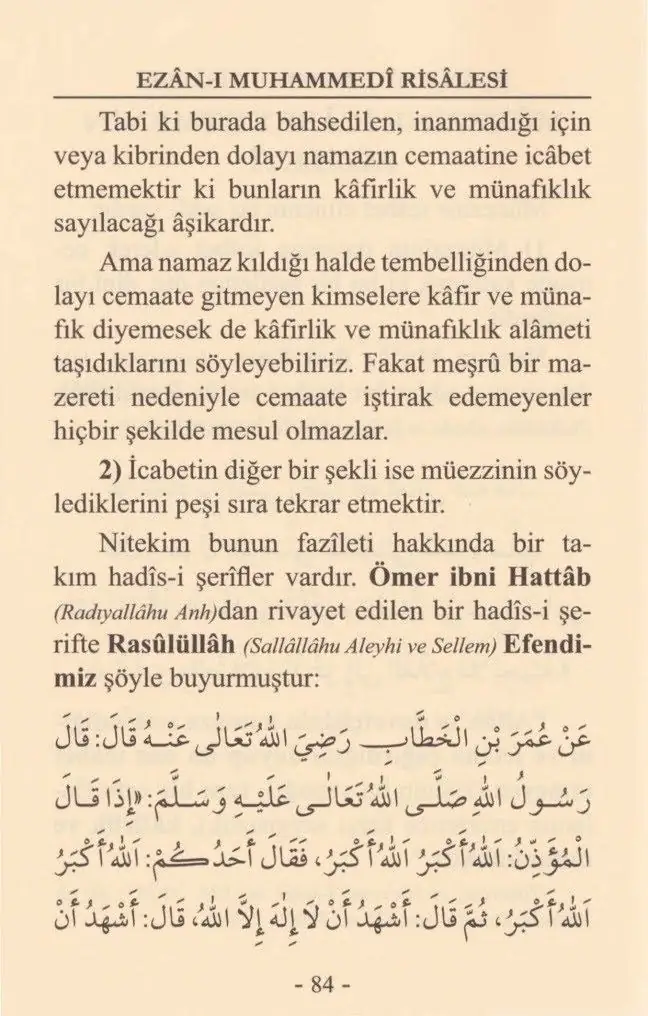 EZÂN-I MUHAMMEDÎ RİSÂLESİ
Tabi ki burada bahsedilen, inanmadığı için
veya kibrinden dolayı namazın cemaatine icâbet
etmemektir ki bunların kâfirlik ve münafıklık
sayılacağı âşikardır.
Ama namaz kıldığı halde tembelliğinden do-
layı cemaate gitmeyen kimselere kâfir ve müna-
fık diyemesek de kâfirlik ve münafıklık alâmeti
taşıdıklarını söyleyebiliriz. Fakat meşrû bir ma-
zereti nedeniyle cemaate iştirak edemeyenler
hiçbir şekilde mesul olmazlar.
2) İcabetin diğer bir şekli ise müezzinin söy-
lediklerini peşi sıra tekrar etmektir.
Nitekim bunun fazîleti hakkında bir ta-
kım hadîs-i şerîfler vardır. Ömer ibni Hattâb
(Radıyallâhu Anh)dan rivayet edilen bir hadîs-i şe-
rifte Rasûlüllâh (Sallâllâhu Aleyhi ve Sellem) Efendi-
miz şöyle buyurmuştur:
عَنْ عُمَرَ بْنِ الْخَطَّابِ رَضِيَ اللّٰهُ تَعَالٰى عَنْهُ قَالَ: قَالَ
رَسُولُ اللّٰهِ صَلَّى اللّٰهُ تَعَالٰى عَلَيْهِ وَسَلَّمَ: «إِذَا قَالَ
الْمُؤَذِّنُ: اَللّٰهُ أَكْبَرُ اَللّٰهُ أَكْبَرُ، فَقَالَ أَحَدُكُمْ: اَللّٰهُ أَكْبَرُ
اَللّٰهُ أَكْبَرُ، ثُمَّ قَالَ: أَشْهَدُ أَنْ لَا إِلٰهَ إِلَّا اللّٰهُ، قَالَ: أَشْهَدُ أَنْ
- 84 -